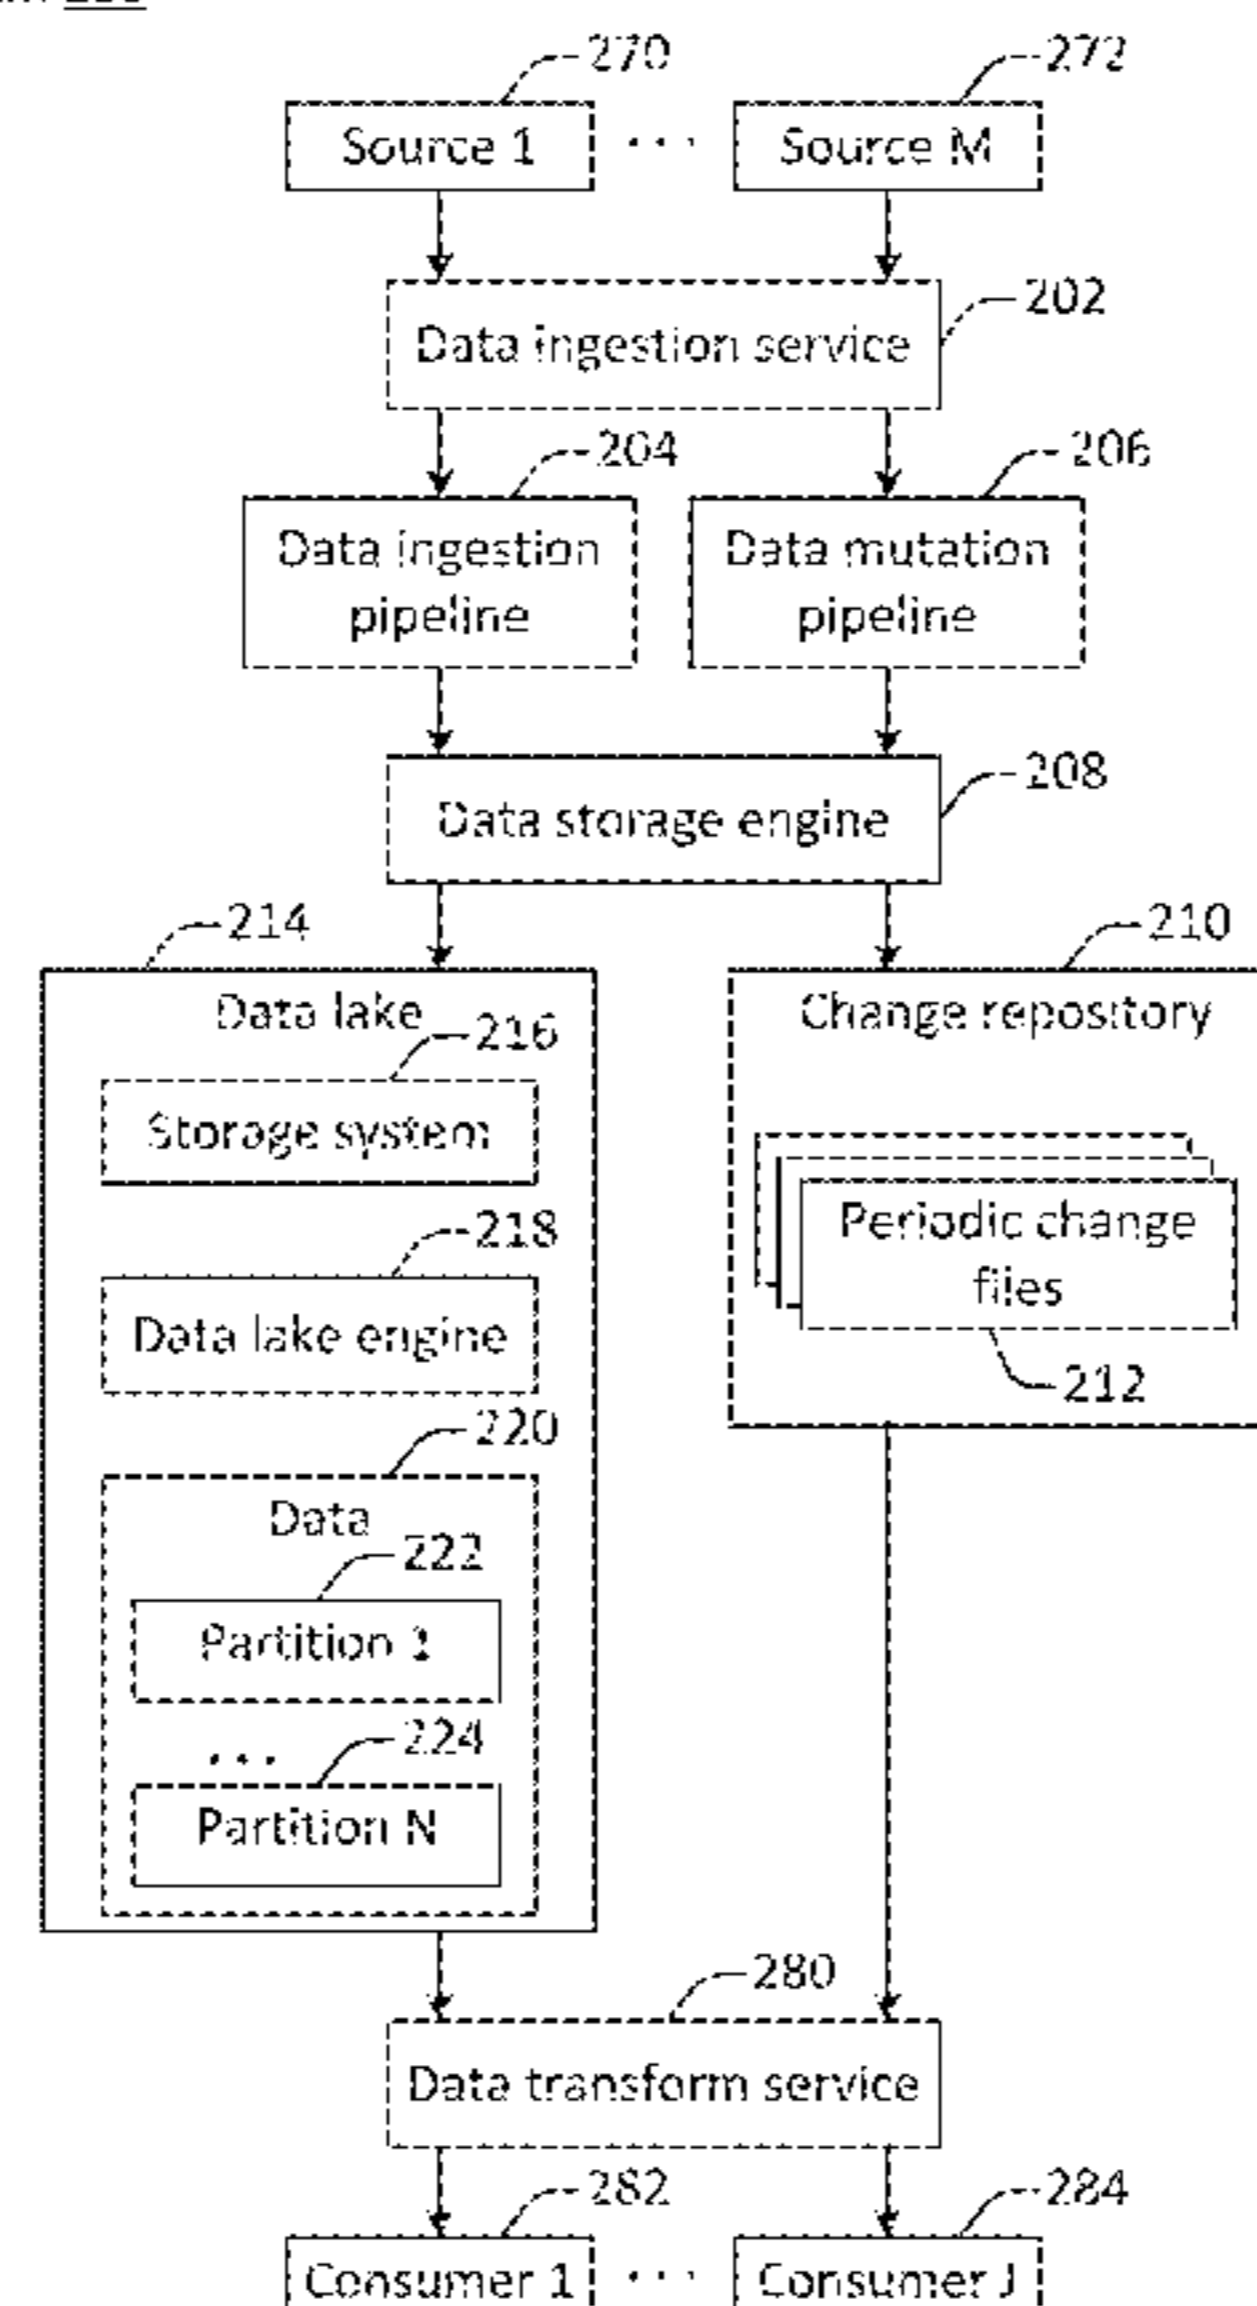 270
272
Source 1 ... Source M
202
Data ingestion service
204
206
Data ingestion
pipeline
Data mutation
pipeline
208
Data storage engine
214
210
Data lake
Change repository
216
Storage system
Periodic change
files
212
218
Data lake engine
220
Data
222
Partition 1
...
224
Partition N
280
Data transform service
282
284
Consumer 1 ... Consumer J